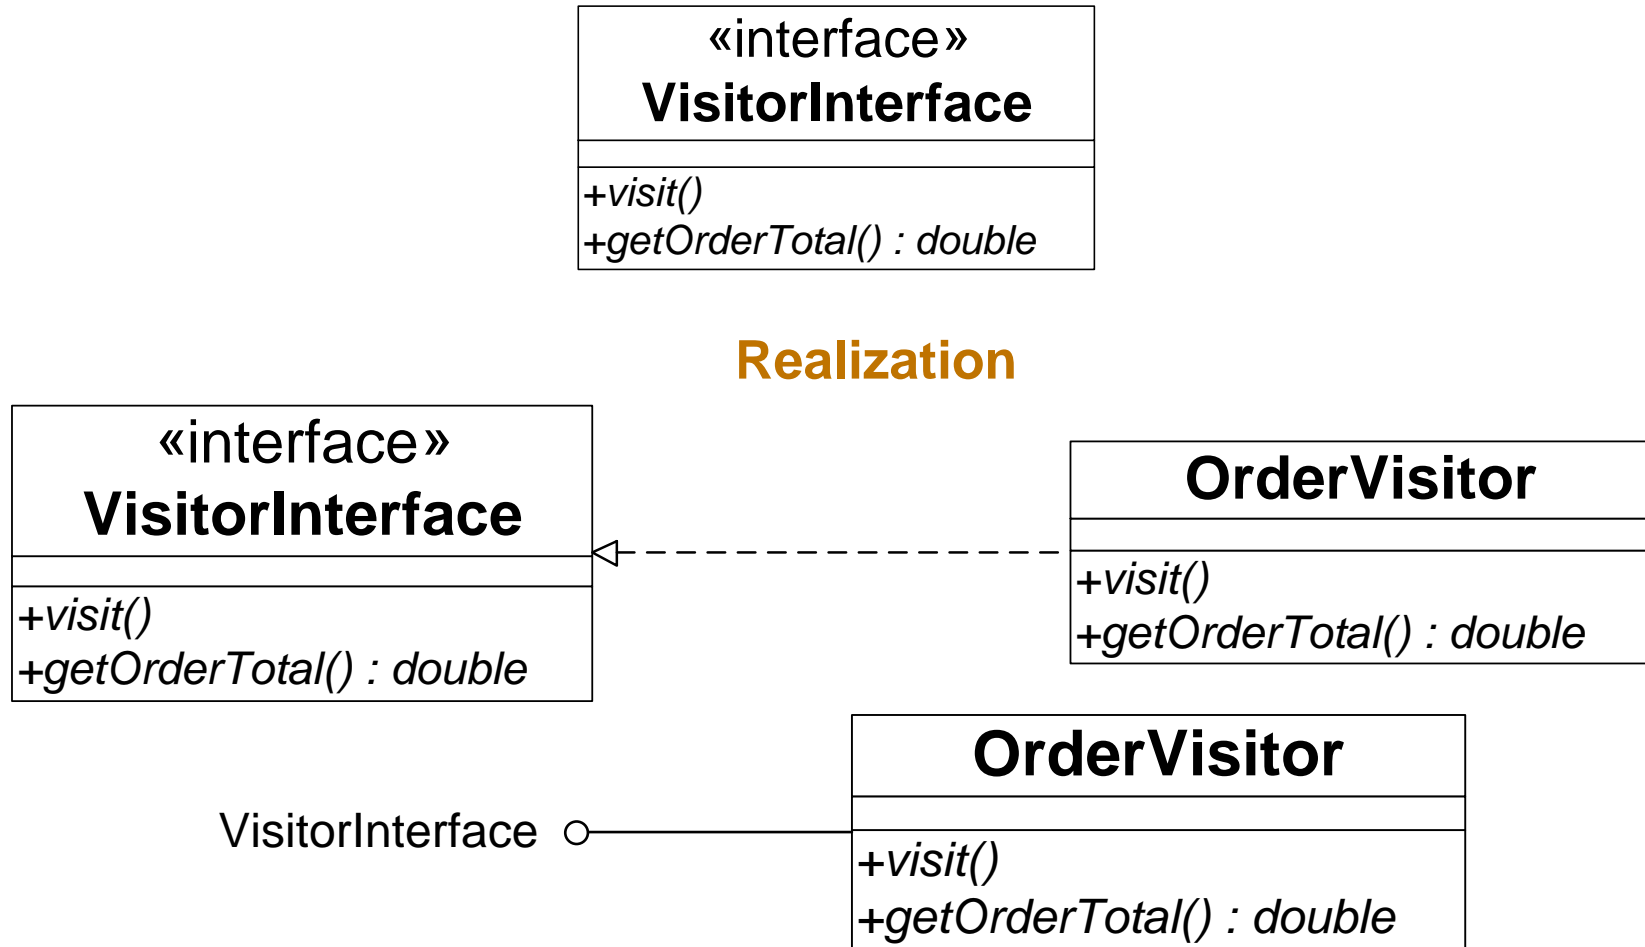 «interface»
VisitorInterface
+visit()
+getOrderTotal() : double
Realization
«interface»
VisitorInterface
+visit()
+getOrderTotal() : double
OrderVisitor
+visit()
+getOrderTotal() : double
VisitorInterface
OrderVisitor
+visit()
+getOrderTotal() : double